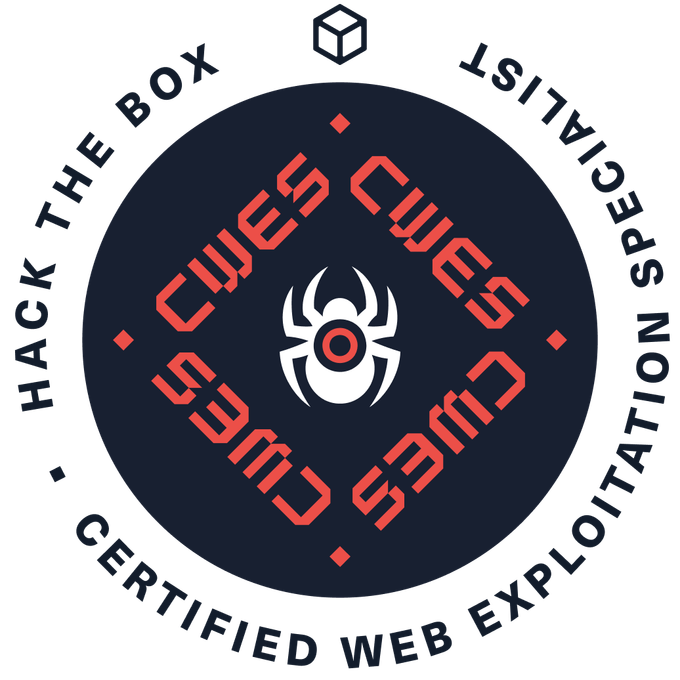 HACK THE BOX
CERTIFIED WEB EXPLOITATION SPECIALIST
CWES
CWES
CWES
CWES